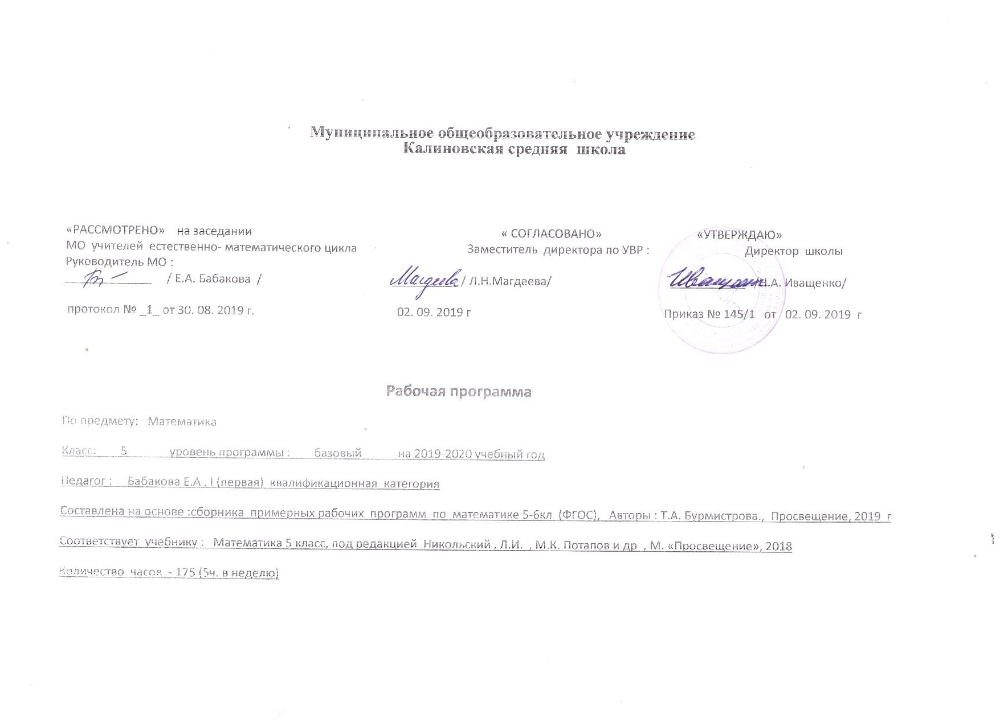 Муниципальное общеобразовательное учреждение
Калиновская средняя школа
«РАССМОТРЕНО» на заседании
МО учителей естественно- математического цикла
Руководитель МО :
/ Е.А. Бабакова /
протокол № _1_ от 30. 08. 2019 г.
« СОГЛАСОВАНО»
Заместитель директора по УВР :
Магдеева / Л.Н.Магдеева/
02. 09. 2019 г
«УТВЕРЖДАЮ»
Директор школы
Иващенко /Н.А. Иващенко/
Приказ № 145/1 от 02. 09. 2019 г
Рабочая программа
По предмету: Математика
Класс: 5 уровень программы : базовый на 2019-2020 учебный год
Педагог : Бабакова Е.А , I (первая) квалификационная категория
Составлена на основе :сборника примерных рабочих программ по математике 5-6кл (ФГОС), Авторы : Т.А. Бурмистрова., Просвещение, 2019 г
Соответствует учебнику : Математика 5 класс, под редакцией Никольский , Л.И. , М.К. Потапов и др , М. «Просвещение», 2018
Количество часов - 175 (5ч. в неделю)